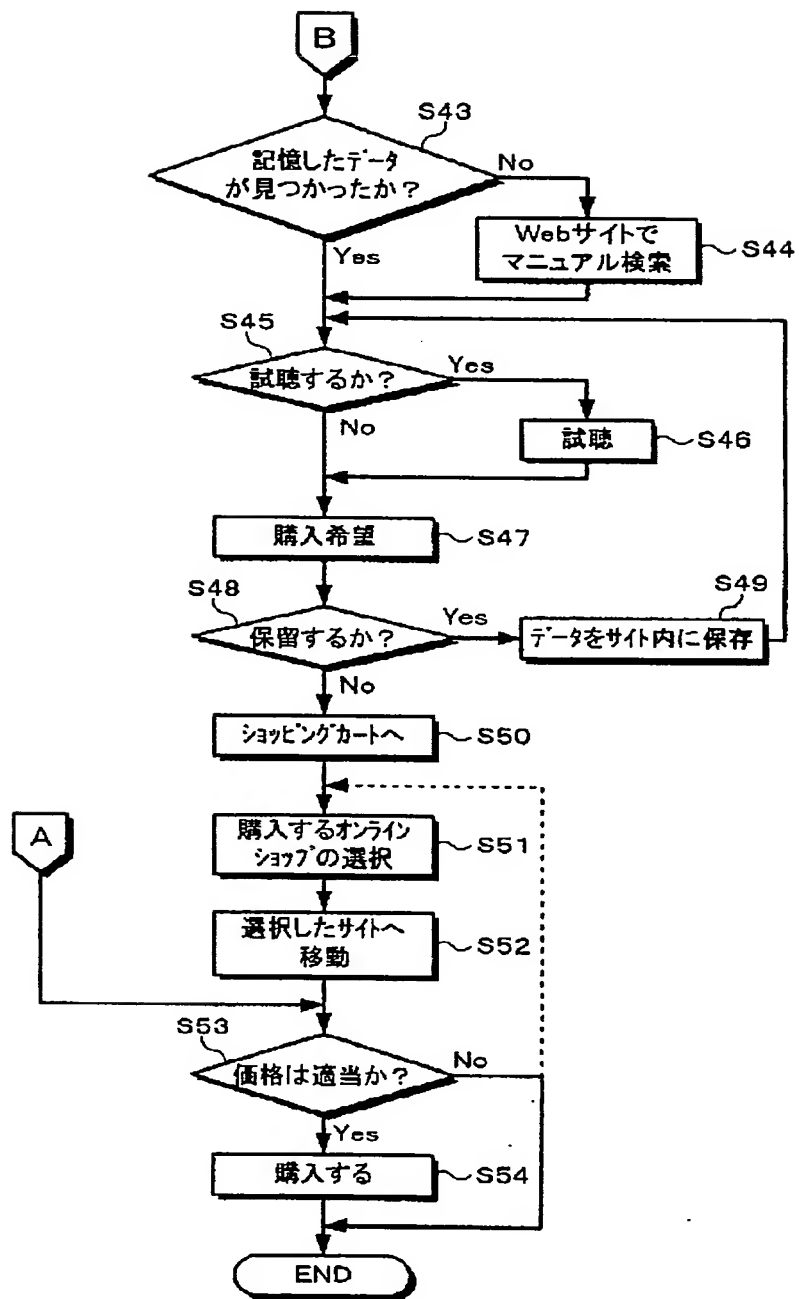 B
S43
記憶したデータ
が見つかったか？
No
Yes
Webサイトで
マニュアル検索
S44
S45
試聴するか？
Yes
No
試聴
S46
購入希望
S47
S48
保留するか？
Yes
No
S49
データをサイト内に保存
ショッピングカートへ
S50
A
購入するオンライン
ショップの選択
S51
選択したサイトへ
移動
S52
S53
価格は適当か？
No
Yes
購入する
S54
END